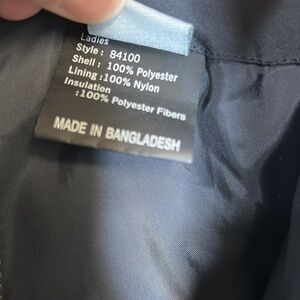 Ladies
Style : 84100
Shell : 100% Polyester
Lining :100% Nylon
Insulation
:100% Polyester Fibers
MADE IN BANGLADESH